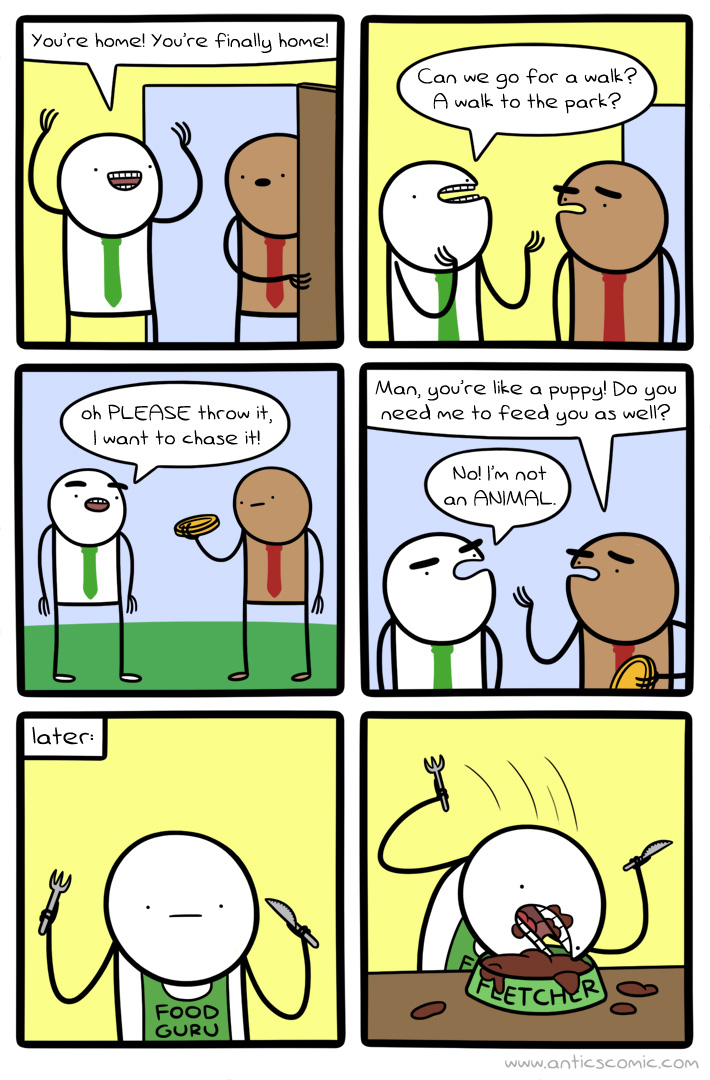 You're home! You're finally home!
Can we go for a walk?
A walk to the park?
oh PLEASE throw it,
I want to chase it!
Man, you're like a puppy! Do you
need me to feed you as well?
No! I'm not
an ANIMAL.
later:
FOOD
GURU
F
FLETCHER
www.anticscomic.com